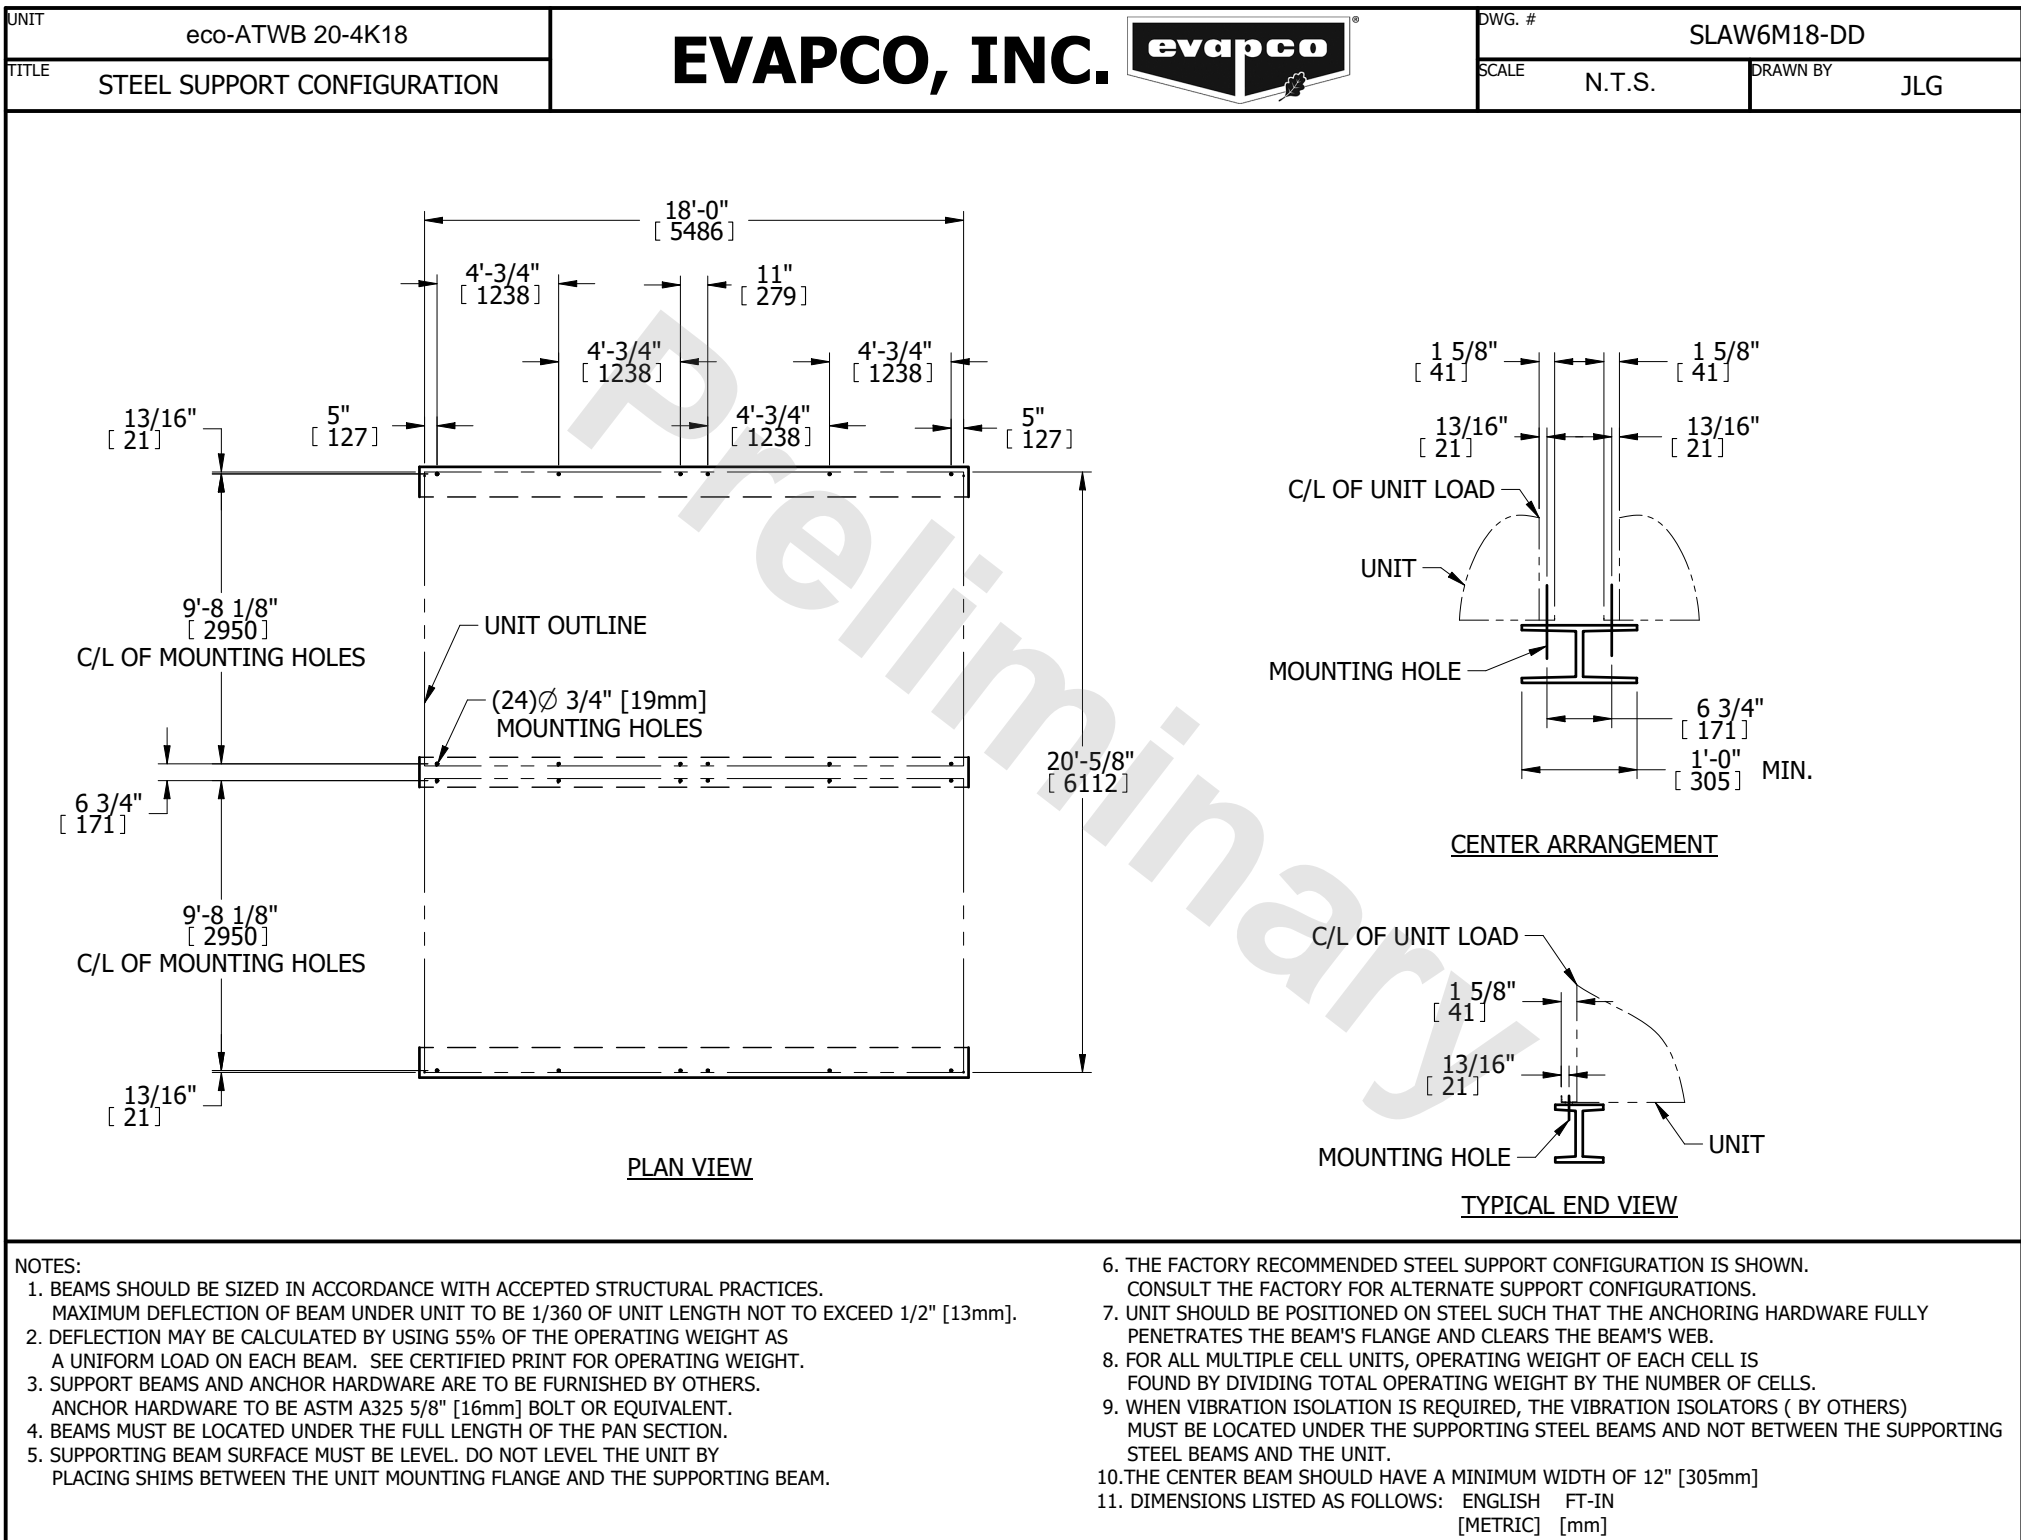 UNIT
eco-ATWB 20-4K18
TITLE
STEEL SUPPORT CONFIGURATION
EVAPCO, INC.
evapco
®
DWG. #
SLAW6M18-DD
SCALE
N.T.S.
DRAWN BY
JLG
18'-0"
[ 5486 ]
4'-3/4"
[ 1238 ]
11"
[ 279 ]
4'-3/4"
[ 1238 ]
4'-3/4"
[ 1238 ]
13/16"
[ 21 ]
5"
[ 127 ]
4'-3/4"
[ 1238 ]
5"
[ 127 ]
9'-8 1/8"
[ 2950 ]
C/L OF MOUNTING HOLES
UNIT OUTLINE
(24)∅ 3/4" [19mm]
MOUNTING HOLES
6 3/4"
[ 171 ]
20'-5/8"
[ 6112 ]
9'-8 1/8"
[ 2950 ]
C/L OF MOUNTING HOLES
13/16"
[ 21 ]
PLAN VIEW
Preliminary
1 5/8"
[ 41 ]
1 5/8"
[ 41 ]
13/16"
[ 21 ]
13/16"
[ 21 ]
C/L OF UNIT LOAD
UNIT
MOUNTING HOLE
6 3/4"
[ 171 ]
1'-0"
[ 305 ] MIN.
CENTER ARRANGEMENT
C/L OF UNIT LOAD
1 5/8"
[ 41 ]
13/16"
[ 21 ]
MOUNTING HOLE
UNIT
TYPICAL END VIEW
NOTES:
1. BEAMS SHOULD BE SIZED IN ACCORDANCE WITH ACCEPTED STRUCTURAL PRACTICES.
MAXIMUM DEFLECTION OF BEAM UNDER UNIT TO BE 1/360 OF UNIT LENGTH NOT TO EXCEED 1/2" [13mm].
2. DEFLECTION MAY BE CALCULATED BY USING 55% OF THE OPERATING WEIGHT AS
A UNIFORM LOAD ON EACH BEAM. SEE CERTIFIED PRINT FOR OPERATING WEIGHT.
3. SUPPORT BEAMS AND ANCHOR HARDWARE ARE TO BE FURNISHED BY OTHERS.
ANCHOR HARDWARE TO BE ASTM A325 5/8" [16mm] BOLT OR EQUIVALENT.
4. BEAMS MUST BE LOCATED UNDER THE FULL LENGTH OF THE PAN SECTION.
5. SUPPORTING BEAM SURFACE MUST BE LEVEL. DO NOT LEVEL THE UNIT BY
PLACING SHIMS BETWEEN THE UNIT MOUNTING FLANGE AND THE SUPPORTING BEAM.
6. THE FACTORY RECOMMENDED STEEL SUPPORT CONFIGURATION IS SHOWN.
CONSULT THE FACTORY FOR ALTERNATE SUPPORT CONFIGURATIONS.
7. UNIT SHOULD BE POSITIONED ON STEEL SUCH THAT THE ANCHORING HARDWARE FULLY
PENETRATES THE BEAM'S FLANGE AND CLEARS THE BEAM'S WEB.
8. FOR ALL MULTIPLE CELL UNITS, OPERATING WEIGHT OF EACH CELL IS
FOUND BY DIVIDING TOTAL OPERATING WEIGHT BY THE NUMBER OF CELLS.
9. WHEN VIBRATION ISOLATION IS REQUIRED, THE VIBRATION ISOLATORS ( BY OTHERS)
MUST BE LOCATED UNDER THE SUPPORTING STEEL BEAMS AND NOT BETWEEN THE SUPPORTING
STEEL BEAMS AND THE UNIT.
10.THE CENTER BEAM SHOULD HAVE A MINIMUM WIDTH OF 12" [305mm]
11. DIMENSIONS LISTED AS FOLLOWS: ENGLISH FT-IN
[METRIC] [mm]